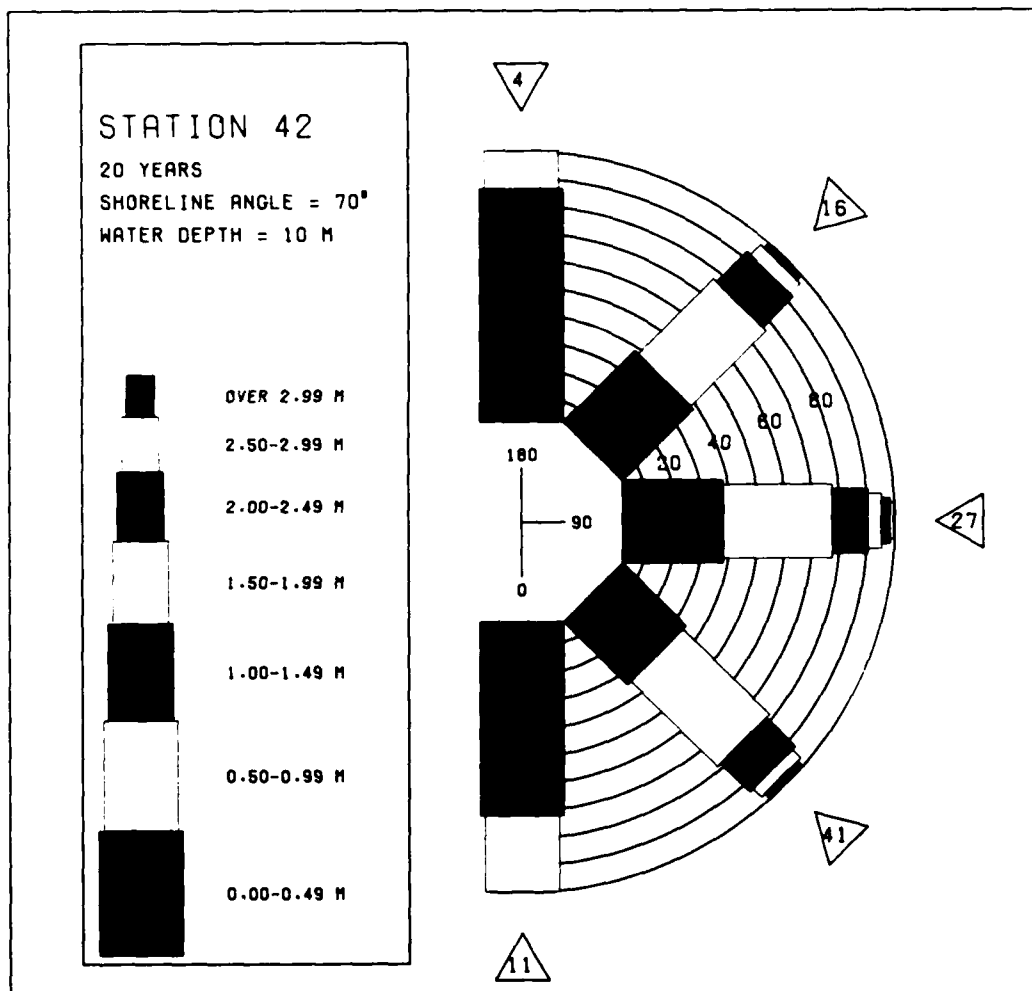 STATION 42
20 YEARS
SHORELINE ANGLE = 70°
WATER DEPTH = 10 M
OVER 2.99 M
2.50-2.99 M
2.00-2.49 M
1.50-1.99 M
1.00-1.49 M
0.50-0.99 M
0.00-0.49 M
4
16
80
60
40
20
180
90
0
27
41
11